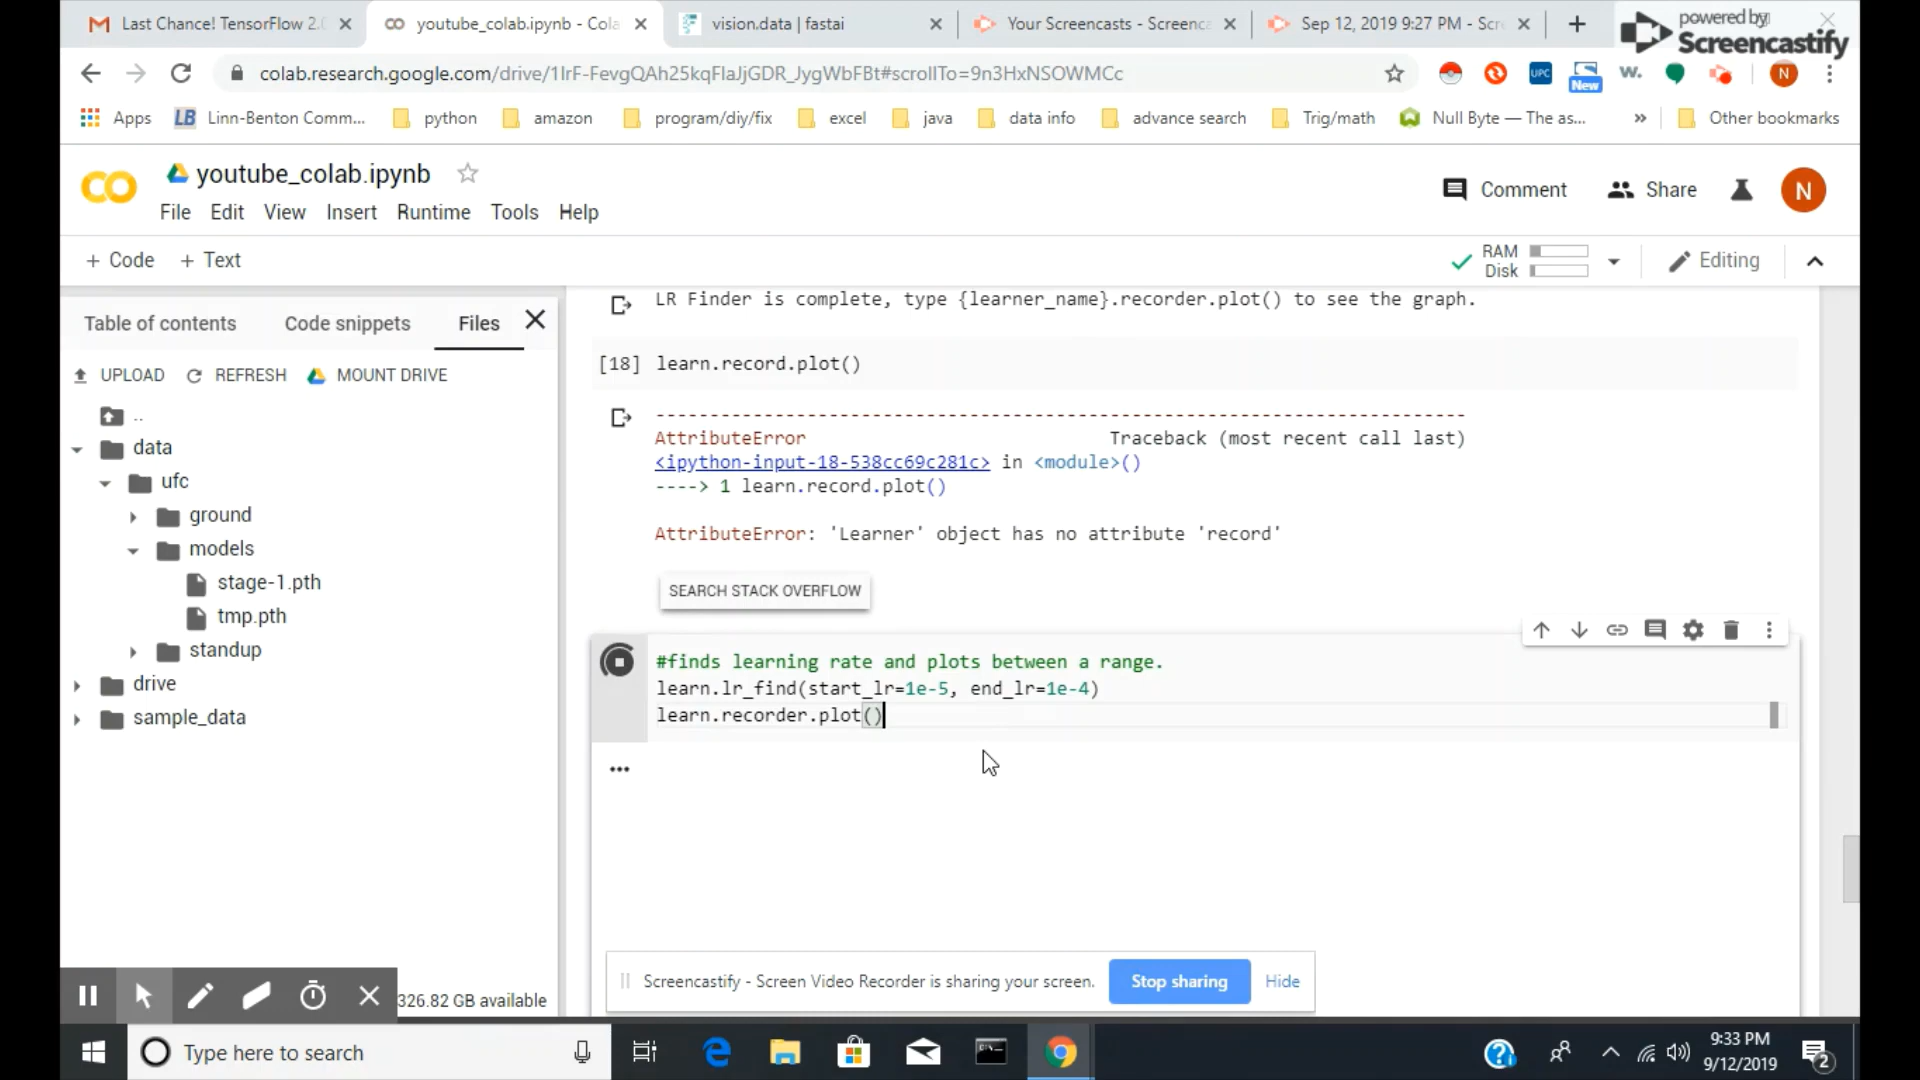 Last Chance! TensorFlow 2.
youtube_colab.ipynb - Cola
vision.data | fastai
Your Screencasts - Screenca
Sep 12, 2019 9:27 PM - Scr
powered by
Screencastify
colab.research.google.com/drive/1IrF-FevgQAh25kqFlaJjGDR_JygWbFBt#scrollTo=9n3HxNSOWMCc
UPC
New
w.
N
Apps
LB Linn-Benton Comm...
python
amazon
program/diy/fix
excel
java
data info
advance search
Trig/math
Null Byte — The as...
»
Other bookmarks
CO
youtube_colab.ipynb
Comment
Share
N
File Edit View Insert Runtime Tools Help
+ Code + Text
RAM
Disk
Editing
Table of contents
Code snippets
Files
UPLOAD
REFRESH
MOUNT DRIVE
..
data
ufc
ground
models
stage-1.pth
tmp.pth
standup
drive
sample_data
326.82 GB available
LR Finder is complete, type {learner_name}.recorder.plot() to see the graph.
[18] learn.record.plot()
---------------------------------------------------------------------------
AttributeError Traceback (most recent call last)
<ipython-input-18-538cc69c281c> in <module>()
----> 1 learn.record.plot()
AttributeError: 'Learner' object has no attribute 'record'
SEARCH STACK OVERFLOW
#finds learning rate and plots between a range.
learn.lr_find(start_lr=1e-5, end_lr=1e-4)
learn.recorder.plot()
...
Screencastify - Screen Video Recorder is sharing your screen.
Stop sharing
Hide
Type here to search
9:33 PM
9/12/2019
2